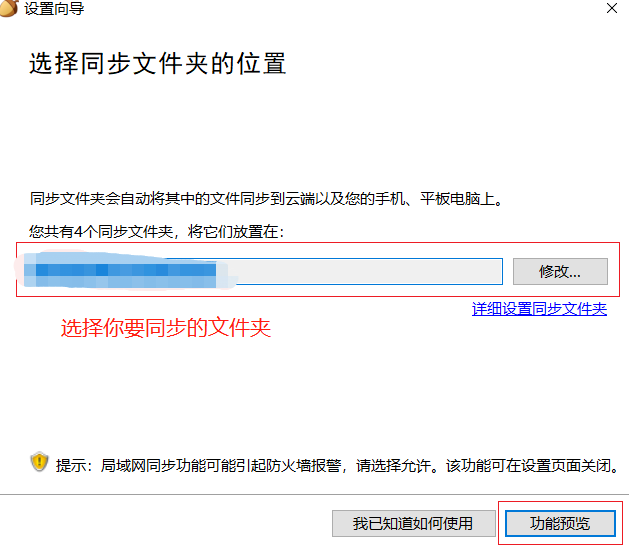 设置向导
选择同步文件夹的位置
同步文件夹会自动将其中的文件同步到云端以及您的手机、平板电脑上。
您共有4个同步文件夹，将它们放置在：
修改...
详细设置同步文件夹
选择你要同步的文件夹
提示：局域网同步功能可能引起防火墙报警，请选择允许。该功能可在设置页面关闭。
我已知道如何使用
功能预览